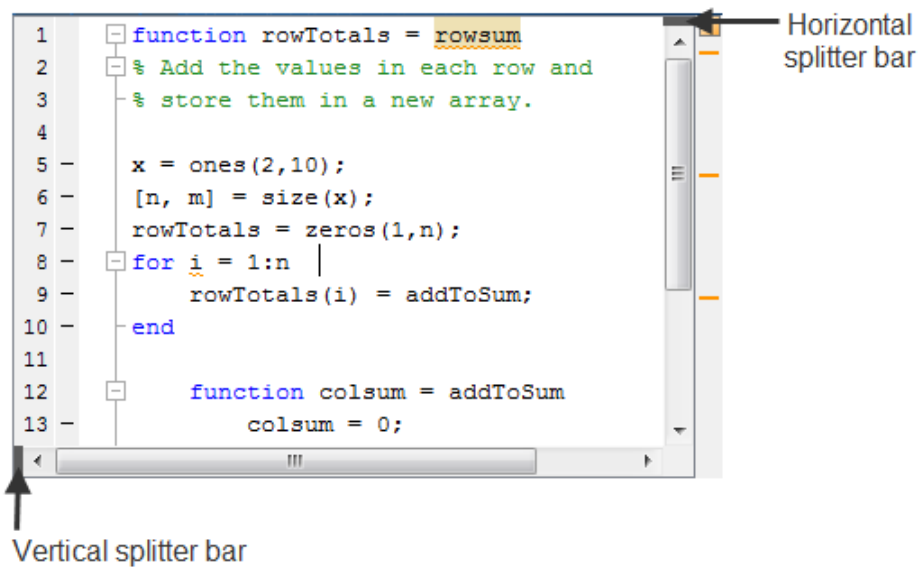 1 function rowTotals = rowsum
2 % Add the values in each row and
3 % store them in a new array.
4
5 – x = ones(2,10);
6 – [n, m] = size(x);
7 – rowTotals = zeros(1,n);
8 – for i = 1:n
9 – rowTotals(i) = addToSum;
10 – end
11
12 function colsum = addToSum
13 – colsum = 0;
Horizontal
splitter bar
Vertical splitter bar